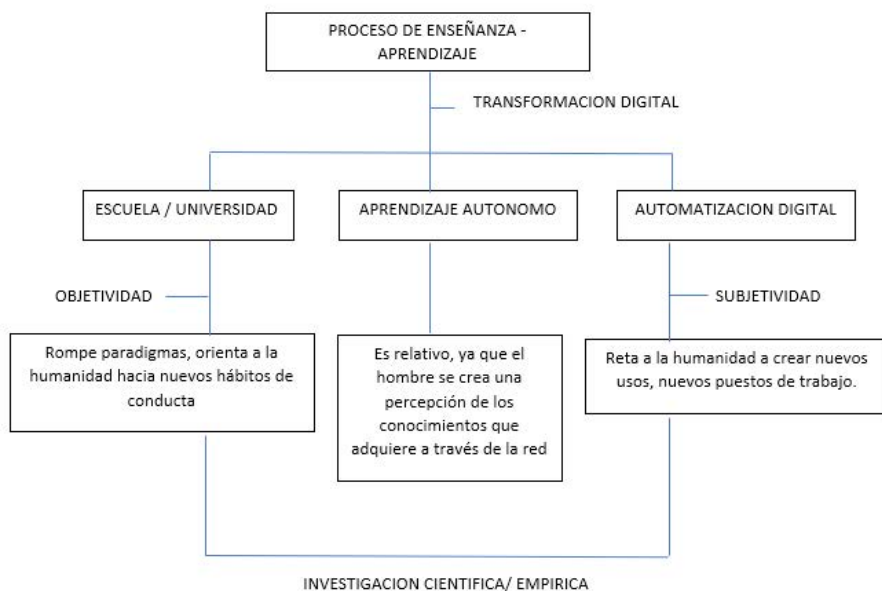 PROCESO DE ENSEÑANZA -
APRENDIZAJE
TRANSFORMACION DIGITAL
ESCUELA / UNIVERSIDAD
APRENDIZAJE AUTONOMO
AUTOMATIZACION DIGITAL
OBJETIVIDAD
SUBJETIVIDAD
Rompe paradigmas, orienta a la
humanidad hacia nuevos hábitos de
conducta
Es relativo, ya que el
hombre se crea una
percepción de los
conocimientos que
adquiere a través de la red
Reta a la humanidad a crear nuevos
usos, nuevos puestos de trabajo.
INVESTIGACION CIENTIFICA/ EMPIRICA